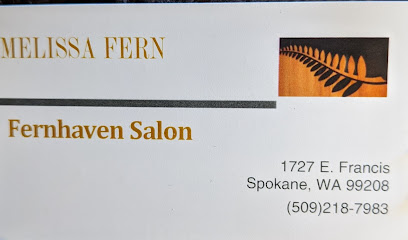 MELISSA FERN
Fernhaven Salon
1727 E. Francis
Spokane, WA 99208
(509)218-7983